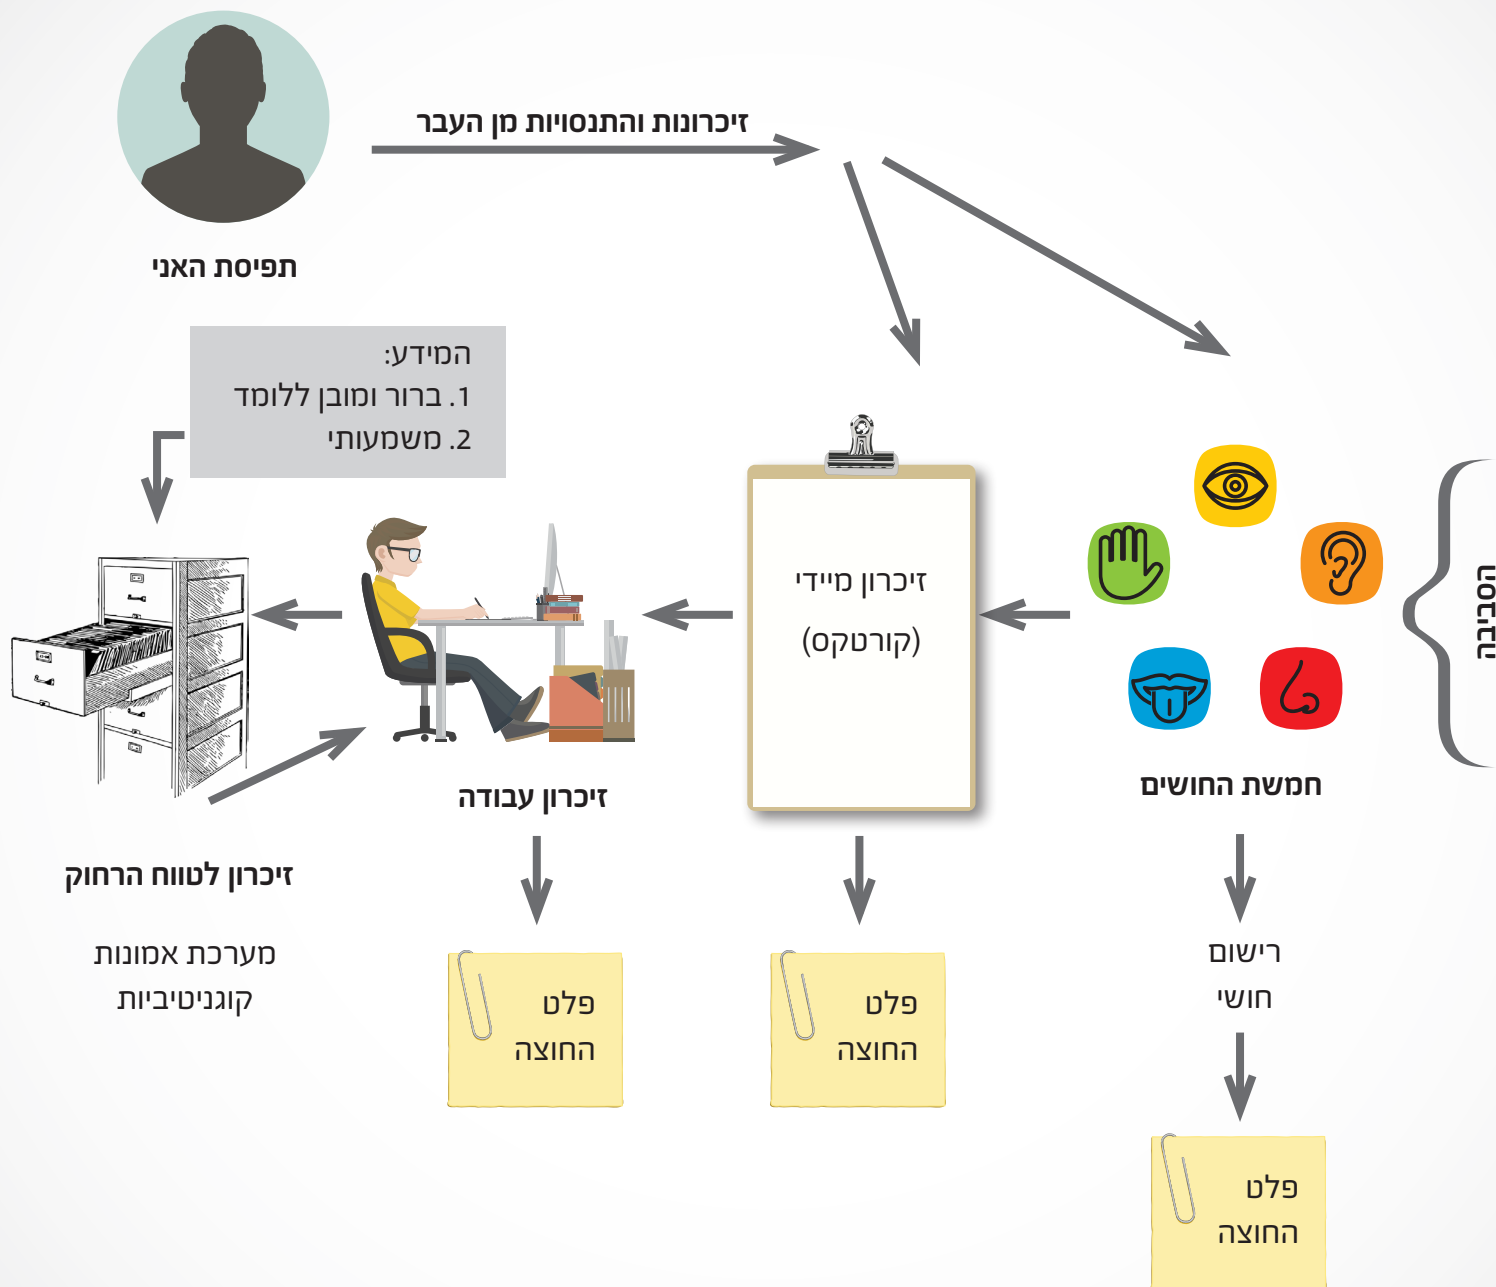 זיכרונות והתנסויות מן העבר
תפיסת האני
המידע:
1. ברור ומובן ללומד
2. משמעותי
הסביבה
זיכרון מיידי
(קורטקס)
חמשת החושים
זיכרון עבודה
זיכרון לטווח הרחוק
מערכת אמונות
קוגניטיביות
רישום
חושי
פלט
החוצה
פלט
החוצה
פלט
החוצה